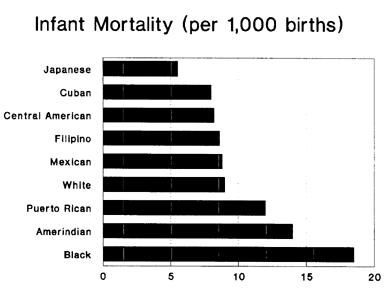 Infant Mortality (per 1,000 births)
Japanese
Cuban
Central American
Filipino
Mexican
White
Puerto Rican
Amerindian
Black
0 5 10 15 20